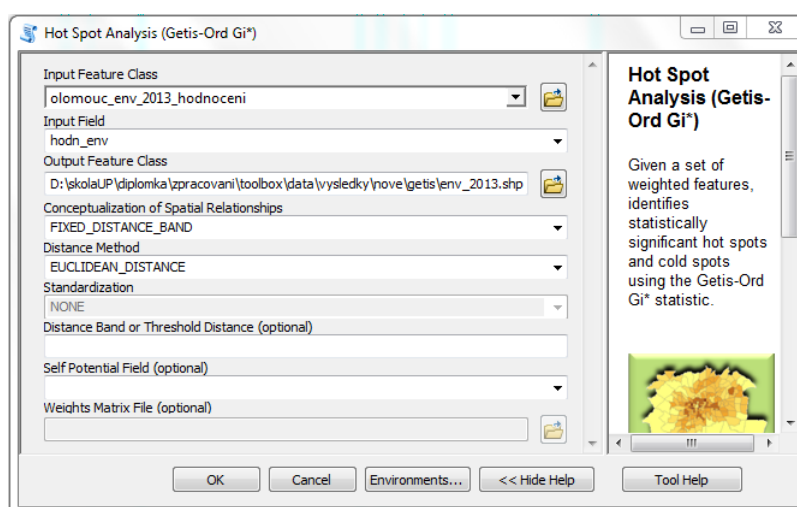 Hot Spot Analysis (Getis-Ord Gi*)
Input Feature Class
olomouc_env_2013_hodnoceni
Input Field
hodn_env
Output Feature Class
D:\skolaUP\diplomka\zpracovani\toolbox\data\vysledky\nove\getis\env_2013.shp
Conceptualization of Spatial Relationships
FIXED_DISTANCE_BAND
Distance Method
EUCLIDEAN_DISTANCE
Standardization
NONE
Distance Band or Threshold Distance (optional)
Self Potential Field (optional)
Weights Matrix File (optional)
Hot Spot
Analysis (Getis-
Ord Gi*)
Given a set of
weighted features,
identifies
statistically
significant hot spots
and cold spots
using the Getis-Ord
Gi* statistic.
OK
Cancel
Environments...
<< Hide Help
Tool Help